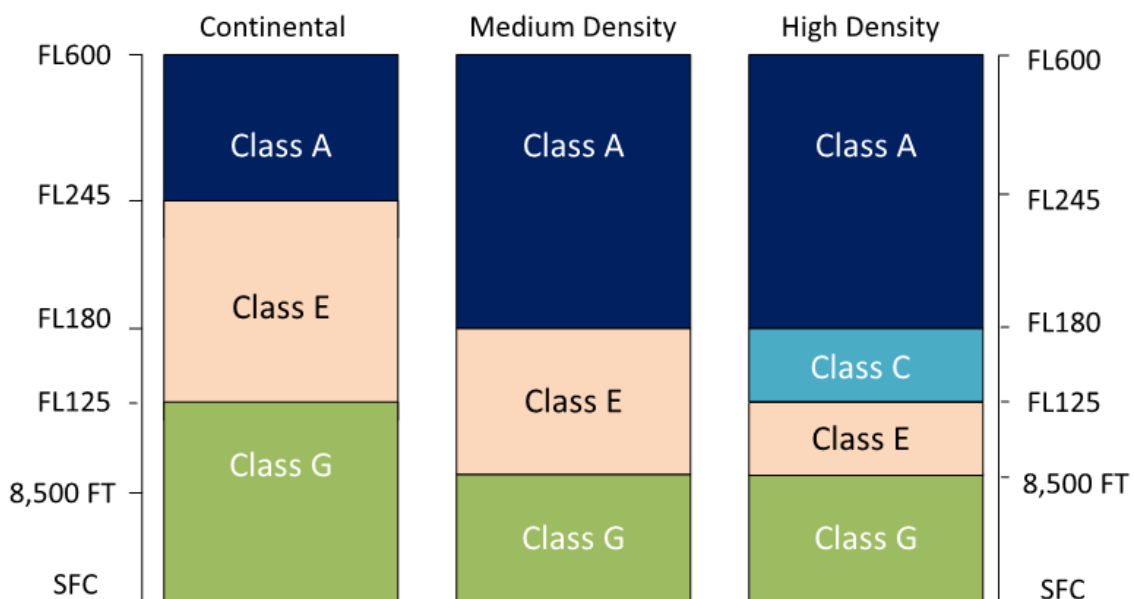 Continental Medium Density High Density
FL600 FL600
Class A Class A Class A
FL245 FL245
Class E
FL180 FL180
Class C
FL125 Class E FL125
Class E
Class G
8,500 FT 8,500 FT
Class G Class G
SFC SFC